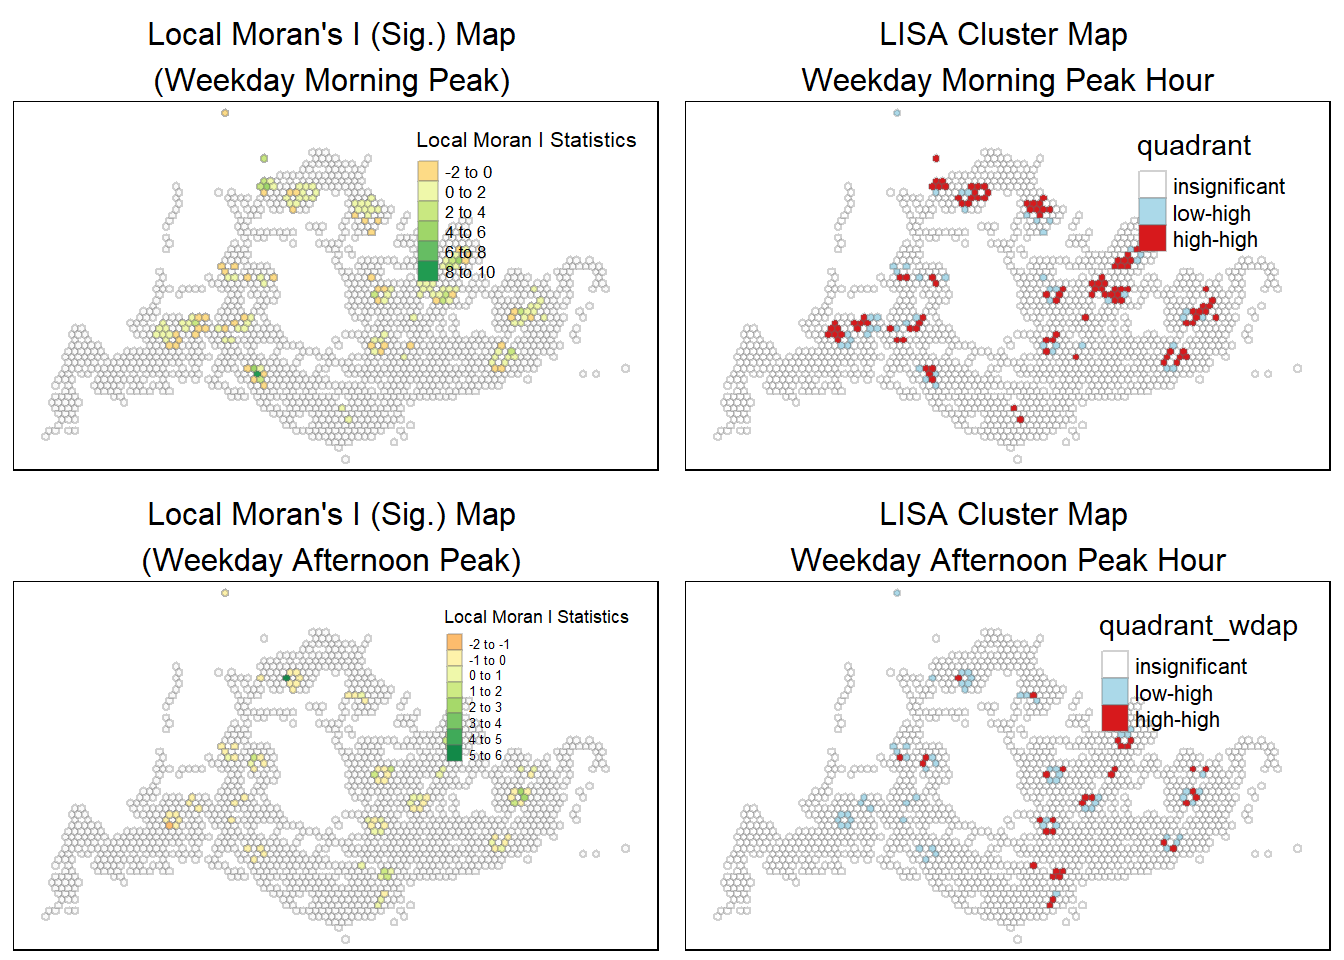 Local Moran's I (Sig.) Map
(Weekday Morning Peak)
Local Moran I Statistics
-2 to 0
0 to 2
2 to 4
4 to 6
6 to 8
8 to 10
LISA Cluster Map
Weekday Morning Peak Hour
quadrant
insignificant
low-high
high-high
Local Moran's I (Sig.) Map
(Weekday Afternoon Peak)
Local Moran I Statistics
-2 to -1
-1 to 0
0 to 1
1 to 2
2 to 3
3 to 4
4 to 5
5 to 6
LISA Cluster Map
Weekday Afternoon Peak Hour
quadrant_wdap
insignificant
low-high
high-high